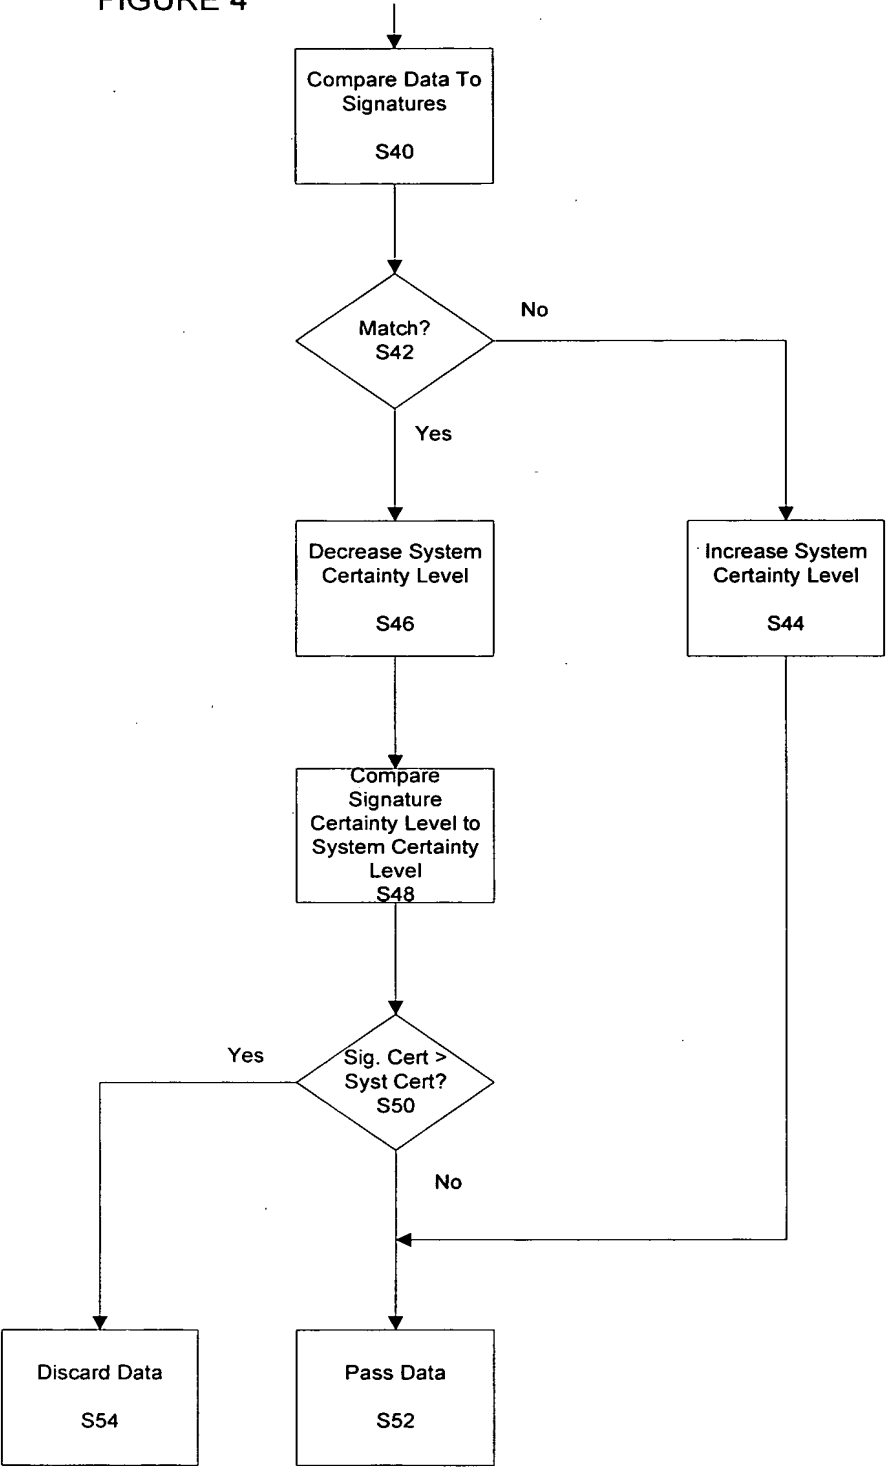 FIGURE 4
Compare Data To
Signatures
S40
No
Match?
S42
Yes
Decrease System
Certainty Level
S46
Increase System
Certainty Level
S44
Compare
Signature
Certainty Level to
System Certainty
Level
S48
Yes
Sig. Cert >
Syst Cert?
S50
No
Discard Data
S54
Pass Data
S52